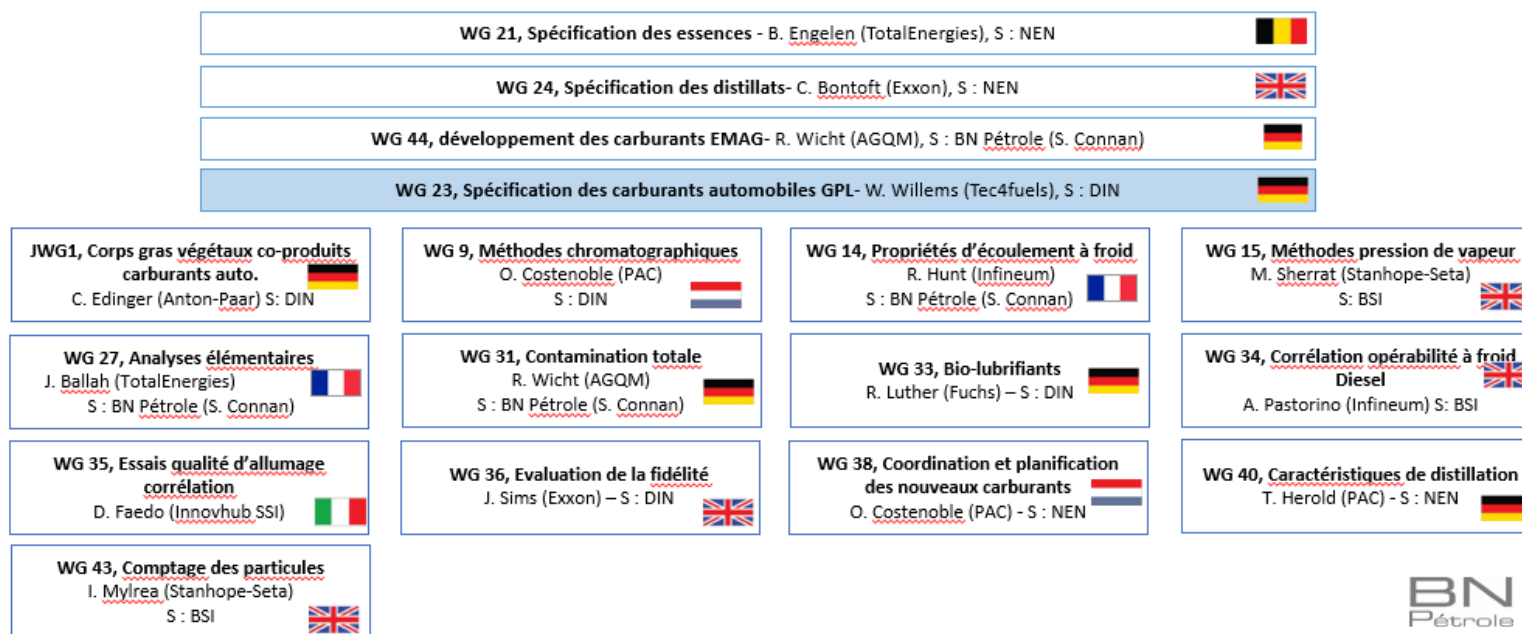 WG 21, Spécification des essences - B. Engelen (TotalEnergies), S : NEN
WG 24, Spécification des distillats- C. Bontoft (Exxon), S : NEN
WG 44, développement des carburants EMAG- R. Wicht (AGQM), S : BN Pétrole (S. Connan)
WG 23, Spécification des carburants automobiles GPL- W. Willems (Tec4fuels), S : DIN
JWG1, Corps gras végétaux co-produits
carburants auto.
C. Edinger (Anton-Paar) S: DIN
WG 9, Méthodes chromatographiques
O. Costenoble (PAC)
S : DIN
WG 14, Propriétés d’écoulement à froid
R. Hunt (Infineum)
S : BN Pétrole (S. Connan)
WG 15, Méthodes pression de vapeur
M. Sherrat (Stanhope-Seta)
S: BSI
WG 27, Analyses élémentaires
J. Ballah (TotalEnergies)
S : BN Pétrole (S. Connan)
WG 31, Contamination totale
R. Wicht (AGQM)
S : BN Pétrole (S. Connan)
WG 33, Bio-lubrifiants
R. Luther (Fuchs) – S : DIN
WG 34, Corrélation opérabilité à froid
Diesel
A. Pastorino (Infineum) S: BSI
WG 35, Essais qualité d’allumage
corrélation
D. Faedo (Innovhub SSI)
WG 36, Evaluation de la fidélité
J. Sims (Exxon) – S : DIN
WG 38, Coordination et planification
des nouveaux carburants
O. Costenoble (PAC) - S : NEN
WG 40, Caractéristiques de distillation
T. Herold (PAC) - S : NEN
WG 43, Comptage des particules
I. Mylrea (Stanhope-Seta)
S : BSI
BN
Pétrole